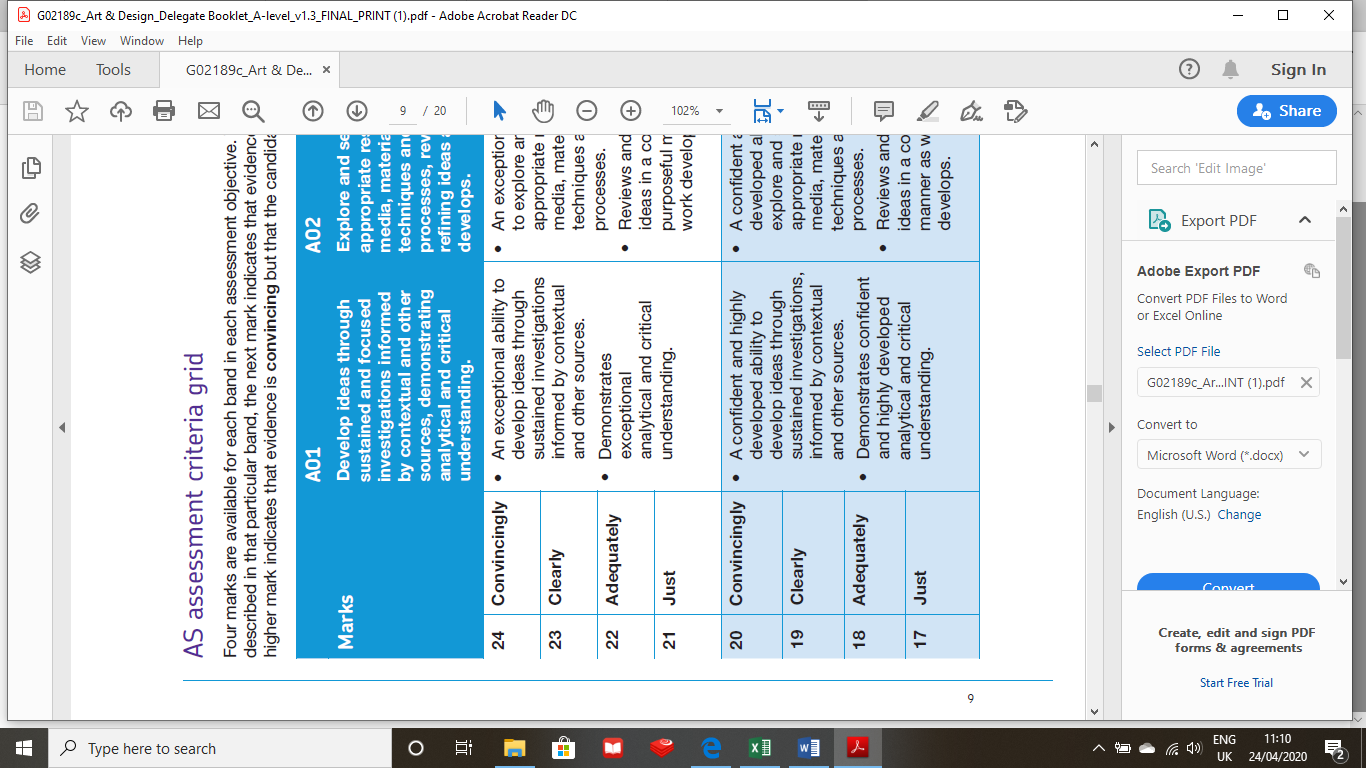 G02189c_Art & Design_Delegate Booklet_A-level_v1.3_FINAL_PRINT (1).pdf - Adobe Acrobat Reader DC
File Edit View Window Help
Home Tools G02189c_Art & De... ×
Sign In
9 / 20
102%
Share
AS assessment criteria grid
Four marks are available for each band in each assessment objective.
described in that particular band, the next mark indicates that evidence
higher mark indicates that evidence is convincing but that the candida
Marks
A01
Develop ideas through
sustained and focused
investigations informed
by contextual and other
sources, demonstrating
analytical and critical
understanding.
A02
Explore and se
appropriate res
media, material
techniques and
processes, rev
refining ideas a
develops.
24 Convincingly
23 Clearly
22 Adequately
21 Just
• An exceptional ability to
develop ideas through
sustained investigations
informed by contextual
and other sources.
• Demonstrates
exceptional
analytical and critical
understanding.
• An exception
to explore an
appropriate
media, mate
techniques a
processes.
• Reviews and
ideas in a co
purposeful m
work develop
20 Convincingly
19 Clearly
18 Adequately
17 Just
• A confident and highly
developed ability to
develop ideas through
sustained investigations,
informed by contextual
and other sources.
• Demonstrates confident
and highly developed
analytical and critical
understanding.
• A confident a
developed a
explore and
appropriate
media, mate
techniques a
processes.
• Reviews and
ideas in a co
manner as w
develops.
9
Search 'Edit Image'
Export PDF
Adobe Export PDF
Convert PDF Files to Word
or Excel Online
Select PDF File
G02189c_Ar...INT (1).pdf
Convert to
Microsoft Word (*.docx)
Document Language:
English (U.S.) Change
Convert
Create, edit and sign PDF
forms & agreements
Start Free Trial
Type here to search
ENG
UK
11:10
24/04/2020
2